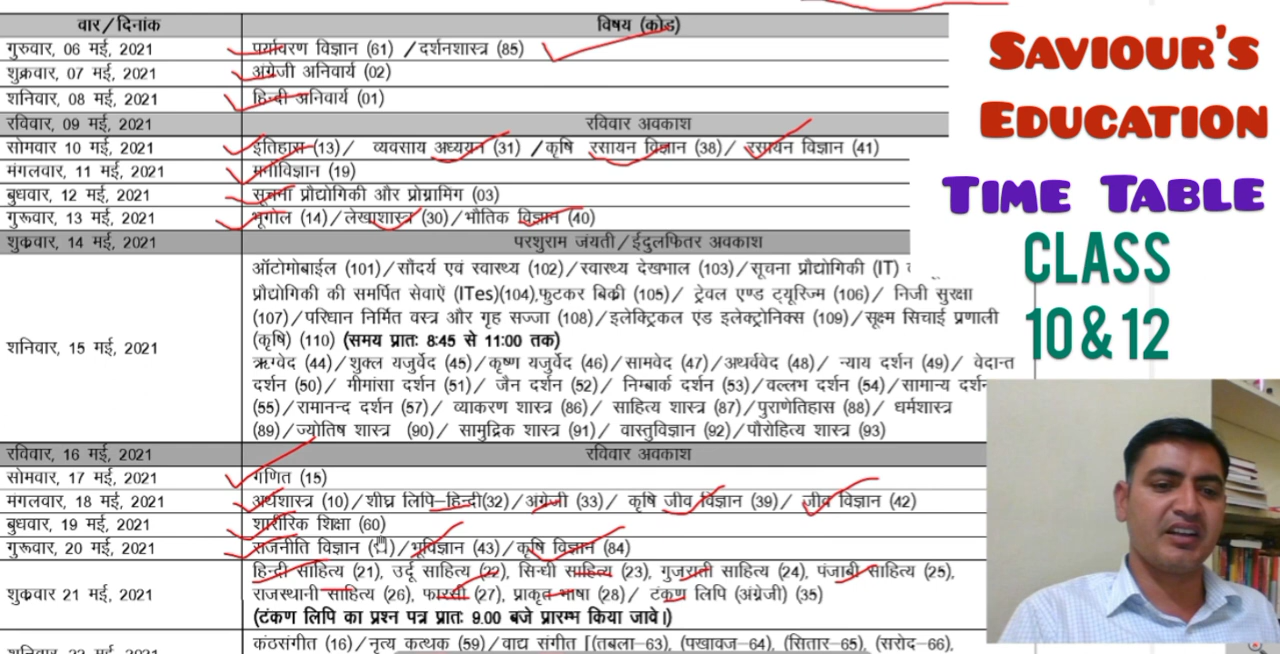 वार/दिनांक विषय (कोड)
गुरुवार, 06 मई, 2021 पर्यावरण विज्ञान (61) /दर्शनशास्त्र (85)
शुक्रवार, 07 मई, 2021 अंग्रेजी अनिवार्य (02)
शनिवार, 08 मई, 2021 हिन्दी अनिवार्य (01)
रविवार, 09 मई, 2021 रविवार अवकाश
सोमवार 10 मई, 2021 इतिहास (13)/ व्यवसाय अध्ययन (31) /कृषि रसायन विज्ञान (38)/ रसायन विज्ञान (41)
मंगलवार, 11 मई, 2021 मनोविज्ञान (19)
बुधवार, 12 मई, 2021 सूचना प्रौद्योगिकी और प्रोग्रामिग (03)
गुरूवार, 13 मई, 2021 भूगोल (14)/लेखाशास्त्र (30)/भौतिक विज्ञान (40)
शुक्रवार, 14 मई, 2021 परशुराम जयती/ईदुलफितर अवकाश
ऑटोमोबाईल (101)/सौंदर्य एवं स्वास्थ्य (102)/स्वास्थ्य देखभाल (103)/सूचना प्रौद्योगिकी (IT)
प्रौद्योगिकी की समर्पित सेवाऐं (ITes)(104),फुटकर बिक्री (105)/ ट्रेवल एण्ड ट्यूरिज्म (106)/ निजी सुरक्षा
(107)/परिधान निर्मित वस्त्र और गृह सज्जा (108)/इलेक्ट्रिकल एंड इलेक्ट्रोनिक्स (109)/सूक्ष्म सिचाई प्रणाली
(कृषि) (110) (समय प्रातः 8:45 से 11:00 तक)
शनिवार, 15 मई, 2021
ऋग्वेद (44)/शुक्ल यजुर्वेद (45)/कृष्ण यजुर्वेद (46)/सामवेद (47)/अथर्ववेद (48)/ न्याय दर्शन (49)/ वेदान्त
दर्शन (50)/ मीमांसा दर्शन (51)/ जैन दर्शन (52)/ निम्बार्क दर्शन (53)/वल्लभ दर्शन (54)/सामान्य दर्शन
(55)/रामानन्द दर्शन (57)/ व्याकरण शास्त्र (86)/ साहित्य शास्त्र (87)/पुराणेतिहास (88)/ धर्मशास्त्र
(89)/ज्योतिष शास्त्र (90)/ सामुद्रिक शास्त्र (91)/ वास्तुविज्ञान (92)/पौरोहित्य शास्त्र (93)
रविवार, 16 मई, 2021 रविवार अवकाश
सोमवार, 17 मई, 2021 गणित (15)
मंगलवार, 18 मई, 2021 अर्थशास्त्र (10)/शीघ्र लिपि–हिन्दी(32)/अंग्रेजी (33)/ कृषि जीव विज्ञान (39)/ जीव विज्ञान (42)
बुधवार, 19 मई, 2021 शारीरिक शिक्षा (60)
गुरूवार, 20 मई, 2021 राजनीति विज्ञान /भूविज्ञान (43)/कृषि विज्ञान (84)
हिन्दी साहित्य (21), उर्दू साहित्य (22), सिन्धी साहित्य (23), गुजराती साहित्य (24), पंजाबी साहित्य (25),
शुक्रवार 21 मई, 2021 राजस्थानी साहित्य (26), फारसी (27), प्राकृत भाषा (28)/ टंकण लिपि (अंग्रेजी) (35)
(टंकण लिपि का प्रश्न पत्र प्रातः 9.00 बजे प्रारम्भ किया जावे।)
कंठसंगीत (16)/नृत्य कत्थक (59)/वाद्य संगीत [(तबला–63), (पखावज–64), (सितार–65), (सरोद–66),
SAVIOUR'S
EDUCATION
TIME TABLE
CLASS
10 & 12